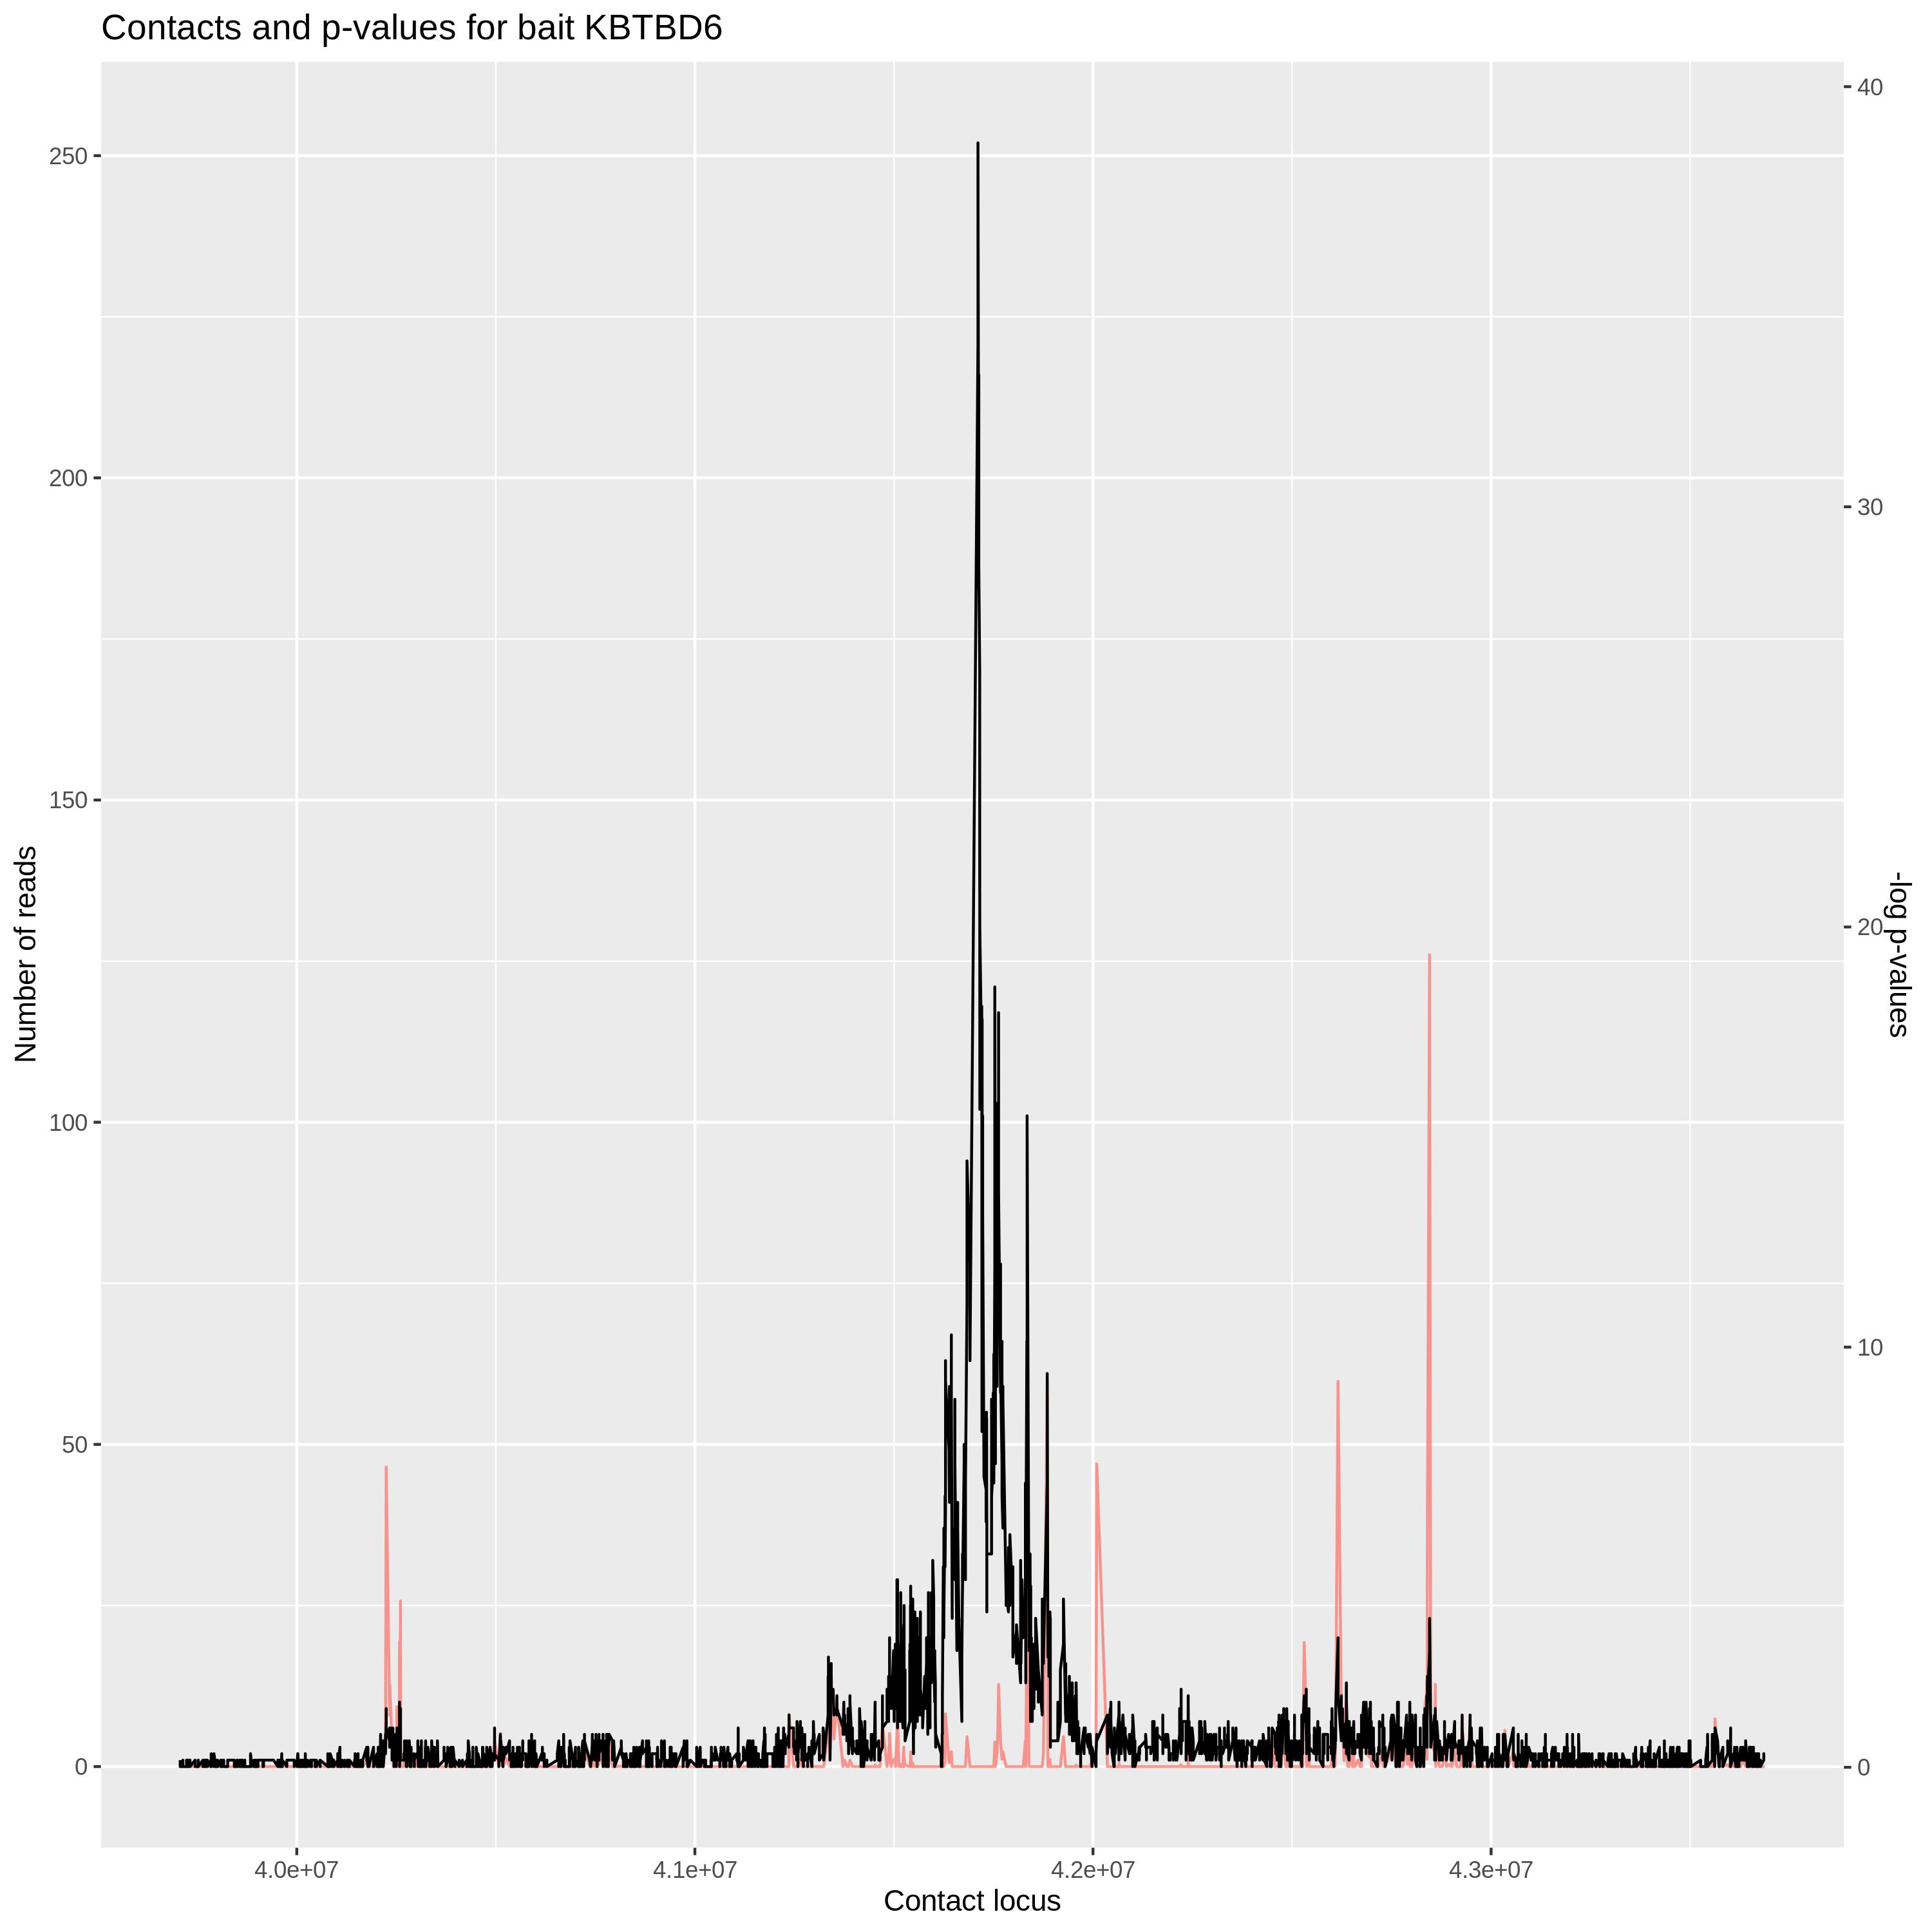 Contacts and p-values for bait KBTBD6
250
200
150
100
50
0
Number of reads
40
30
20
10
0
-log p-values
4.0e+07
4.1e+07
4.2e+07
4.3e+07
Contact locus